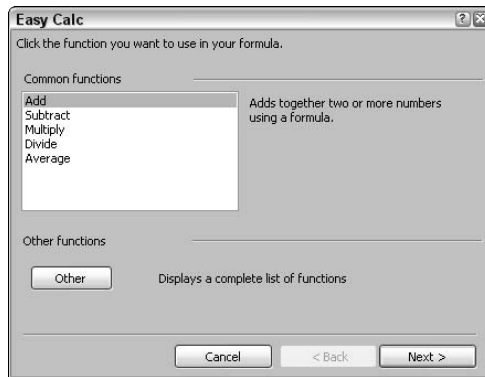 Easy Calc
Click the function you want to use in your formula.
Common functions
Add
Subtract
Multiply
Divide
Average
Adds together two or more numbers
using a formula.
Other functions
Other
Displays a complete list of functions
Cancel
< Back
Next >